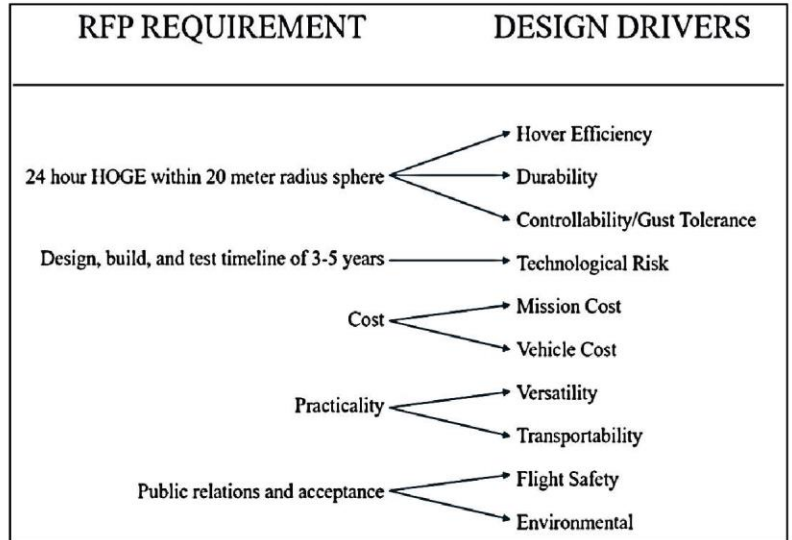 RFP REQUIREMENT DESIGN DRIVERS
Hover Efficiency
24 hour HOGE within 20 meter radius sphere Durability
Controllability/Gust Tolerance
Design, build, and test timeline of 3-5 years Technological Risk
Mission Cost
Cost
Vehicle Cost
Versatility
Practicality
Transportability
Flight Safety
Public relations and acceptance
Environmental